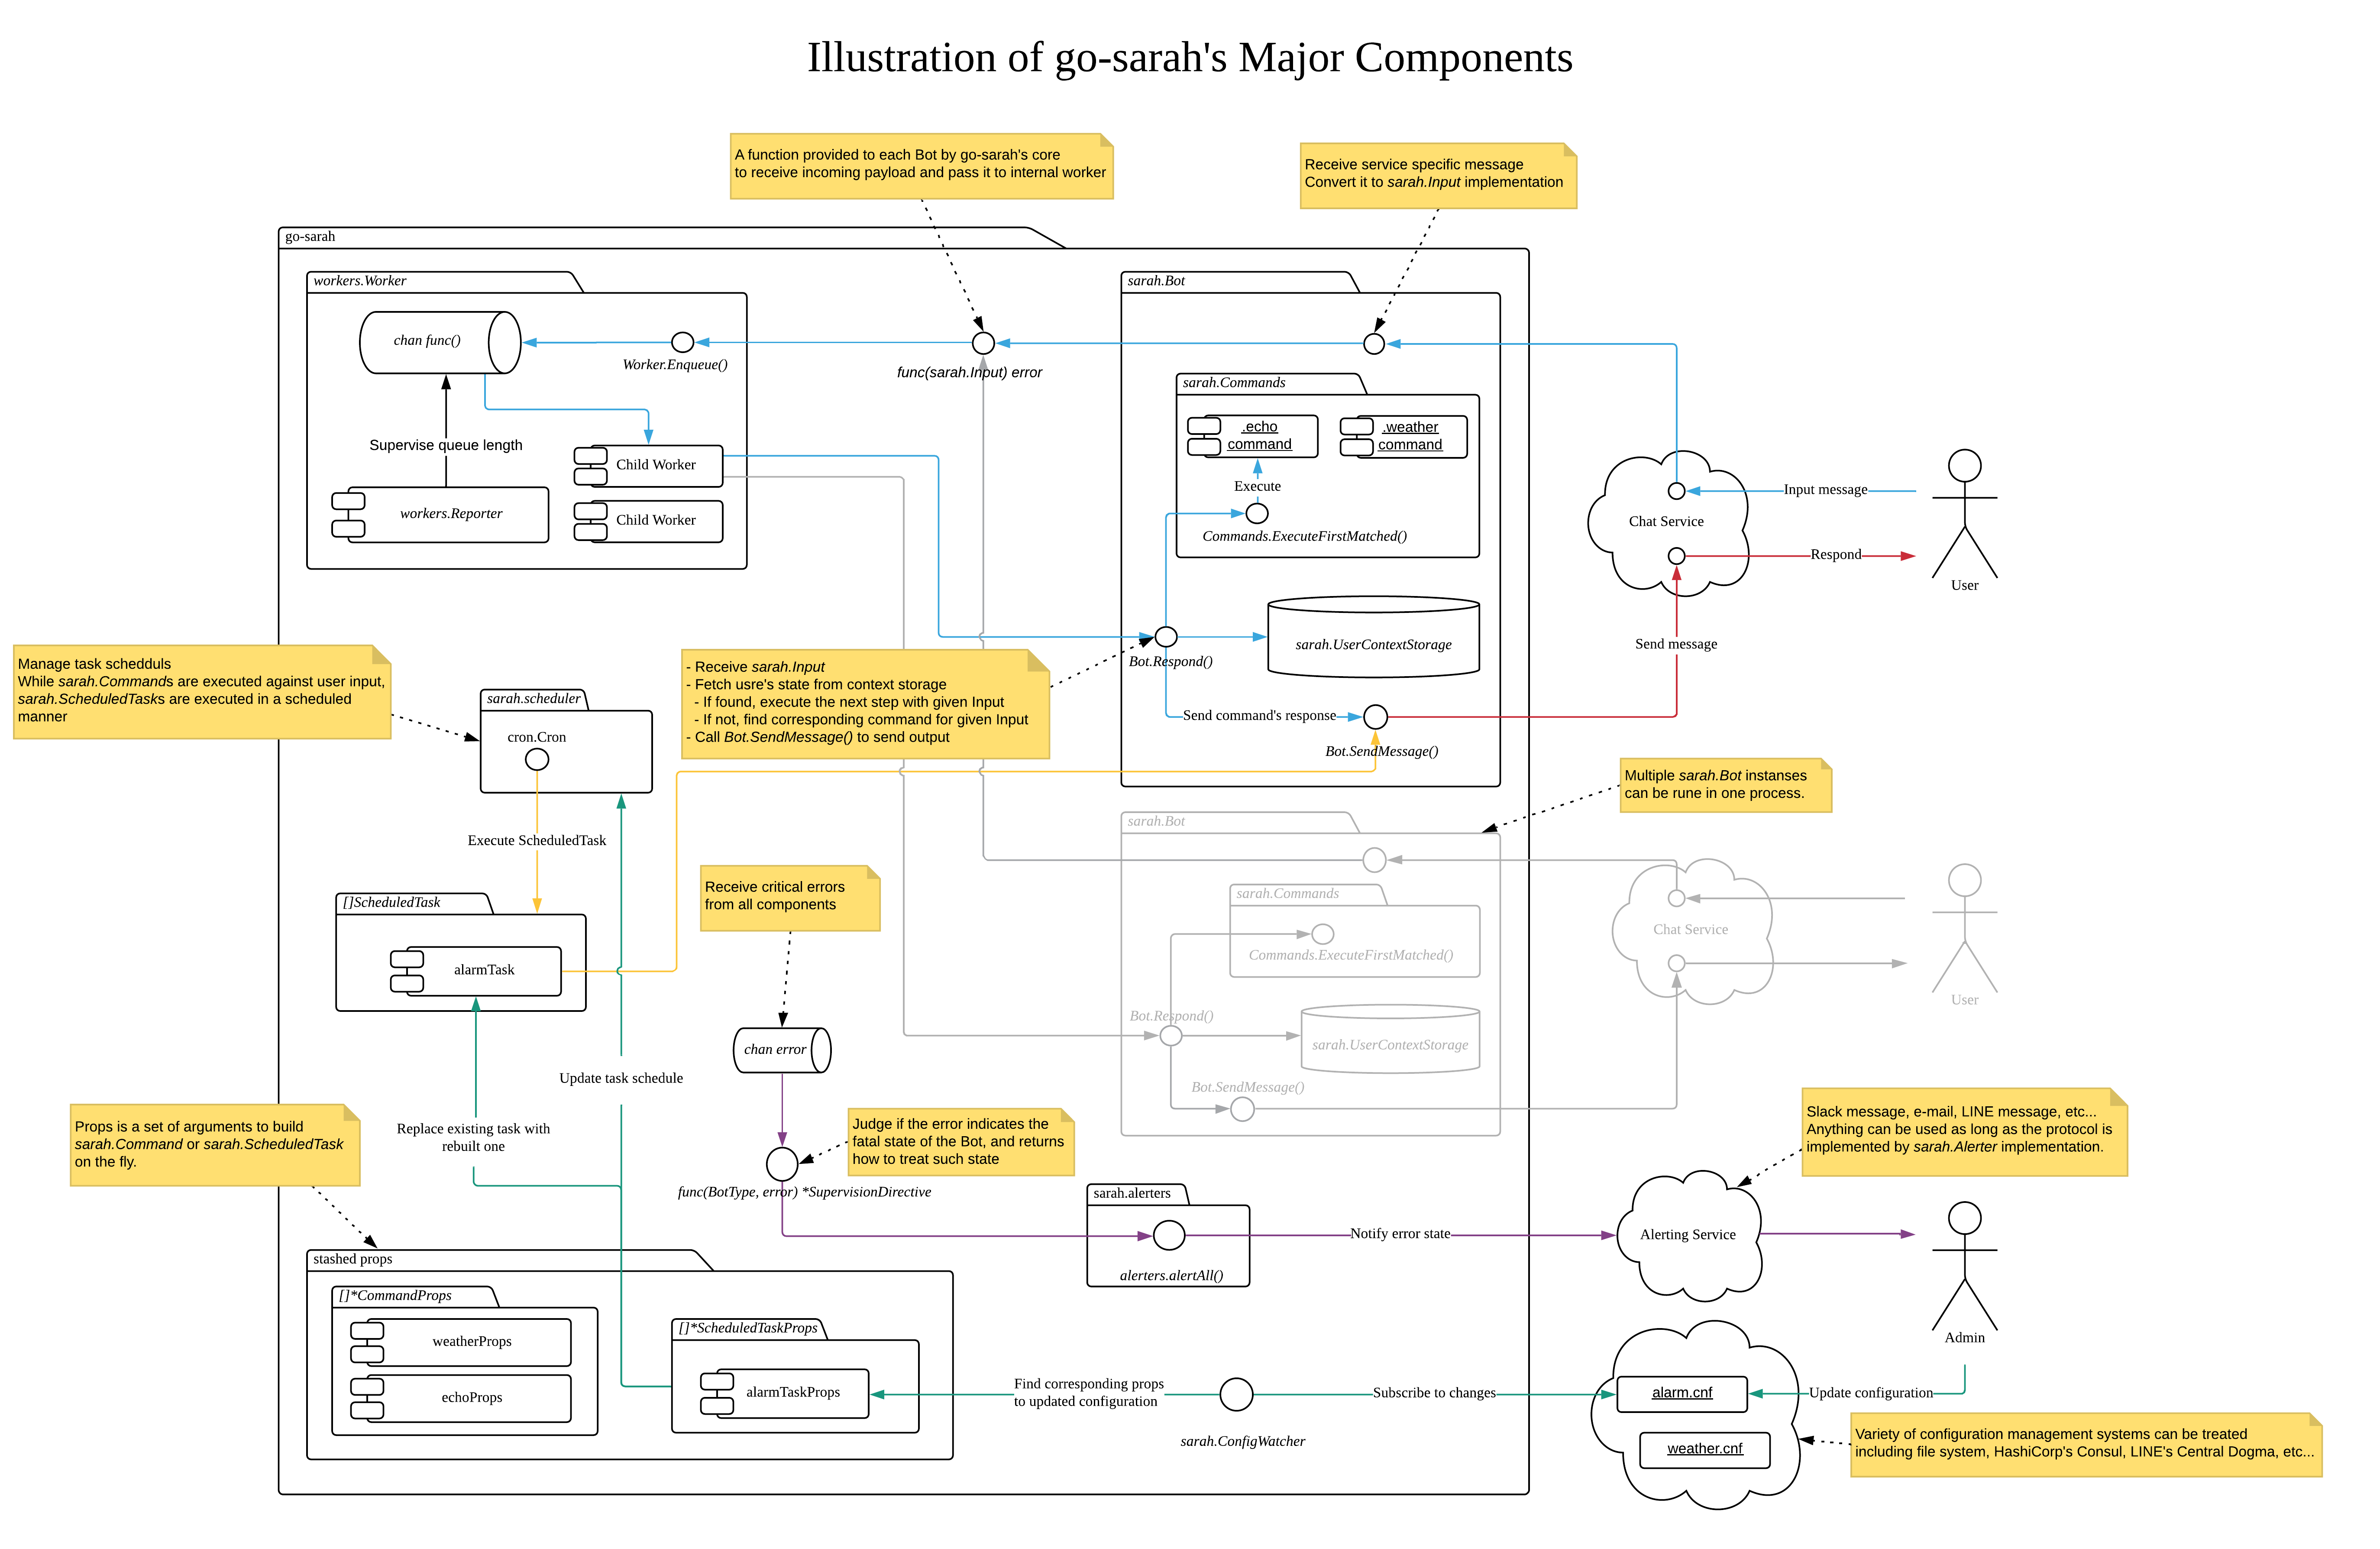 Illustration of go-sarah's Major Components
A function provided to each Bot by go-sarah's core
to receive incoming payload and pass it to internal worker
Receive service specific message
Convert it to sarah.Input implementation
go-sarah
workers.Worker
chan func()
Worker.Enqueue()
func(sarah.Input) error
Supervise queue length
workers.Reporter
Child Worker
Child Worker
sarah.Bot
sarah.Commands
.echo
command
.weather
command
Execute
Commands.ExecuteFirstMatched()
sarah.UserContextStorage
Bot.Respond()
Send command's response
Bot.SendMessage()
Chat Service
Input message
Respond
User
Send message
Manage task schedduls
While sarah.Commands are executed against user input,
sarah.ScheduledTasks are executed in a scheduled
manner
- Receive sarah.Input
- Fetch usre's state from context storage
- If found, execute the next step with given Input
- If not, find corresponding command for given Input
- Call Bot.SendMessage() to send output
sarah.scheduler
cron.Cron
Execute ScheduledTask
[]ScheduledTask
alarmTask
Multiple sarah.Bot instanses
can be rune in one process.
sarah.Bot
sarah.Commands
Commands.ExecuteFirstMatched()
Bot.Respond()
sarah.UserContextStorage
Bot.SendMessage()
Chat Service
User
Receive critical errors
from all components
chan error
Update task schedule
Replace existing task with
rebuilt one
Judge if the error indicates the
fatal state of the Bot, and returns
how to treat such state
func(BotType, error) *SupervisionDirective
Props is a set of arguments to build
sarah.Command or sarah.ScheduledTask
on the fly.
sarah.alerters
alerters.alertAll()
Notify error state
Alerting Service
Slack message, e-mail, LINE message, etc...
Anything can be used as long as the protocol is
implemented by sarah.Alerter implementation.
Admin
stashed props
[]*CommandProps
weatherProps
echoProps
[]*ScheduledTaskProps
alarmTaskProps
Find corresponding props
to updated configuration
sarah.ConfigWatcher
Subscribe to changes
alarm.cnf
weather.cnf
Update configuration
Variety of configuration management systems can be treated
including file system, HashiCorp's Consul, LINE's Central Dogma, etc...